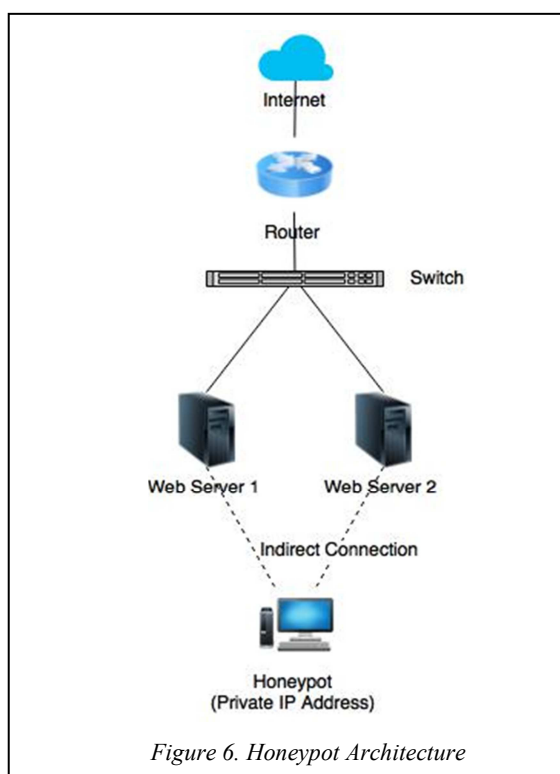 Internet
Router
Switch
Web Server 1
Web Server 2
Indirect Connection
Honeypot
(Private IP Address)
Figure 6. Honeypot Architecture